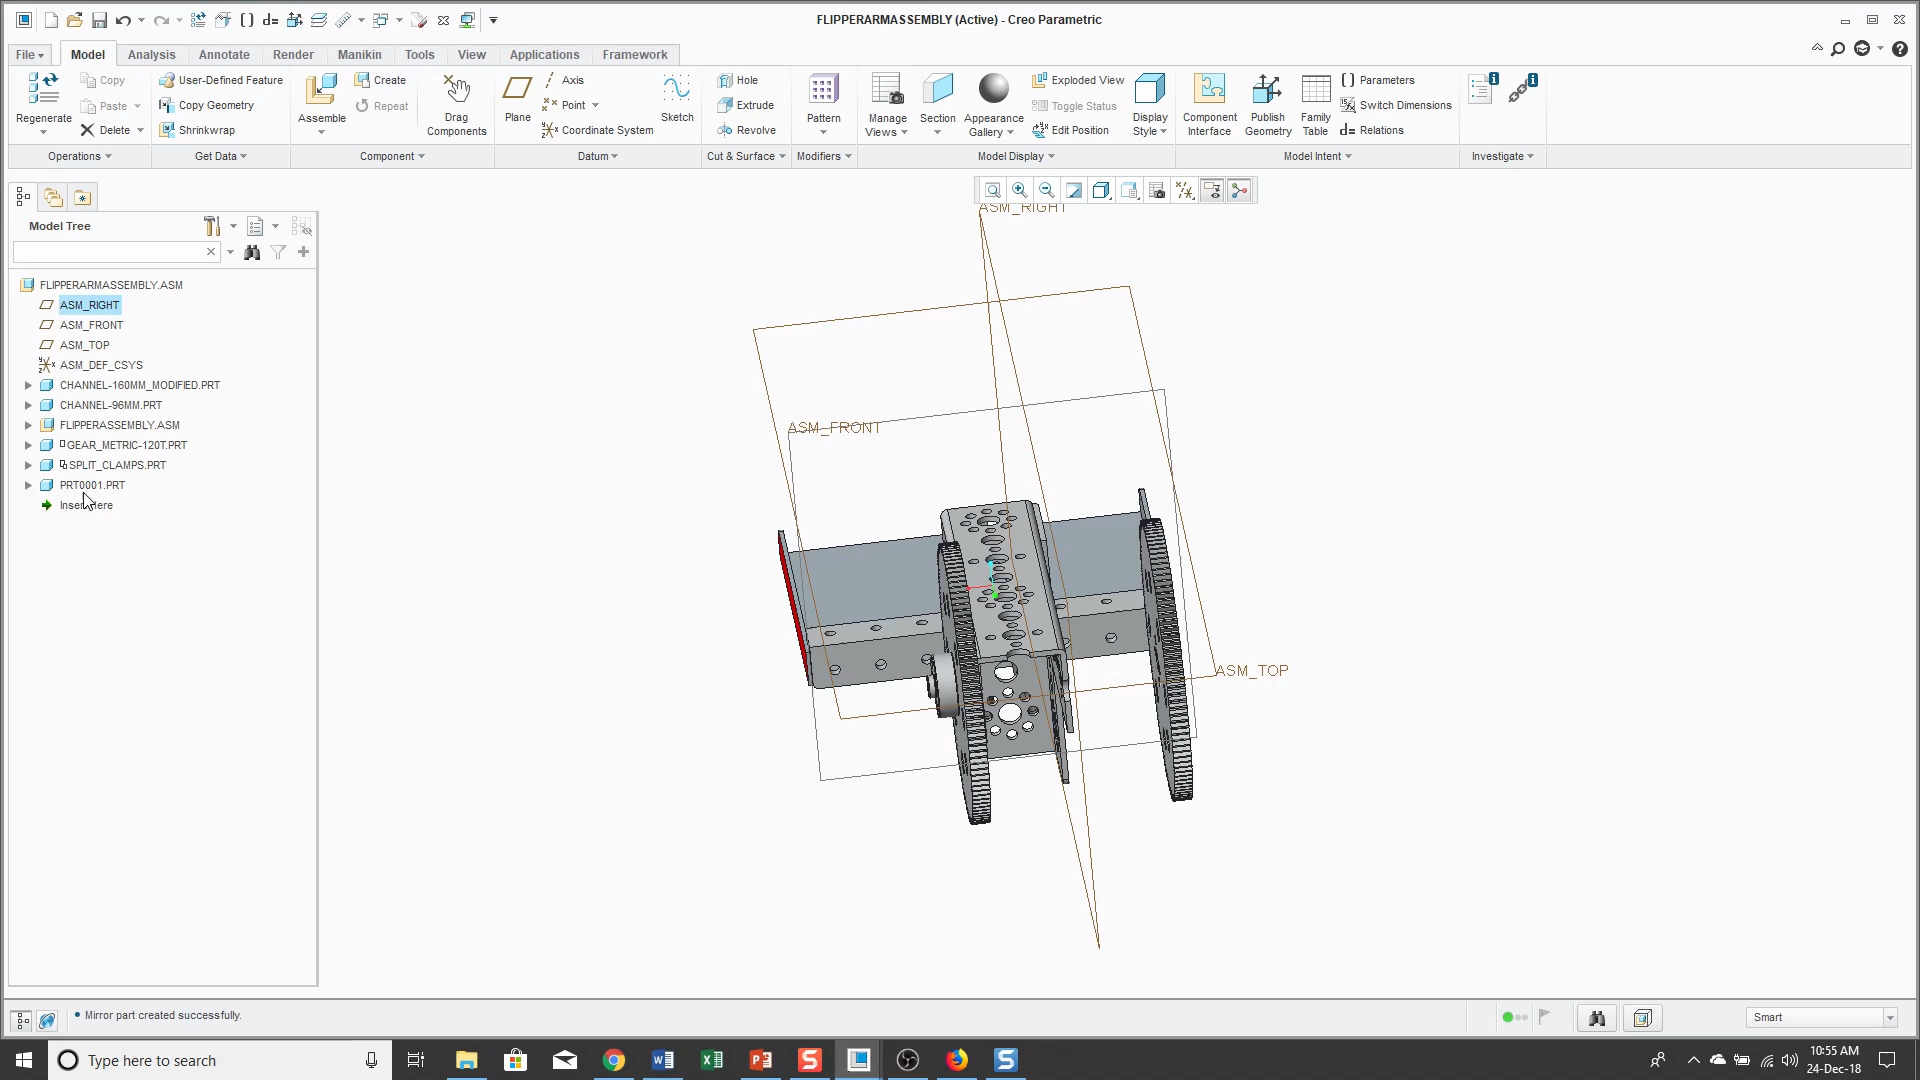 FLIPPERARMASSEMBLY (Active) - Creo Parametric
File Model Analysis Annotate Render Manikin Tools View Applications Framework
Regenerate
Copy
Paste
Delete
Operations
User-Defined Feature
Copy Geometry
Shrinkwrap
Get Data
Assemble
Create
Repeat
Drag
Components
Component
Plane
Axis
Point
Coordinate System
Sketch
Datum
Hole
Extrude
Revolve
Cut & Surface
Pattern
Modifiers
Manage
Views
Section
Appearance
Gallery
Exploded View
Toggle Status
Edit Position
Display
Style
Model Display
Component
Interface
Publish
Geometry
Family
Table
Parameters
Switch Dimensions
d= Relations
Model Intent
Investigate
Model Tree
FLIPPERARMASSEMBLY.ASM
ASM_RIGHT
ASM_FRONT
ASM_TOP
ASM_DEF_CSYS
CHANNEL-160MM_MODIFIED.PRT
CHANNEL-96MM.PRT
FLIPPERASSEMBLY.ASM
GEAR_METRIC-120T.PRT
SPLIT_CLAMPS.PRT
PRT0001.PRT
Insert Here
ASM_RIGHT
ASM_FRONT
ASM_TOP
Mirror part created successfully.
Smart
Type here to search
10:55 AM
24-Dec-18